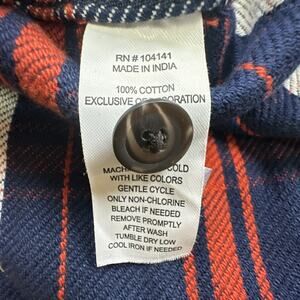 RN # 104141
MADE IN INDIA
100% COTTON
EXCLUSIVE OF
COLD
WITH LIKE COLORS
GENTLE CYCLE
ONLY NON-CHLORINE
BLEACH IF NEEDED
REMOVE PROMPTLY
AFTER WASH
TUMBLE DRY LOW
COOL IRON IF NEEDED